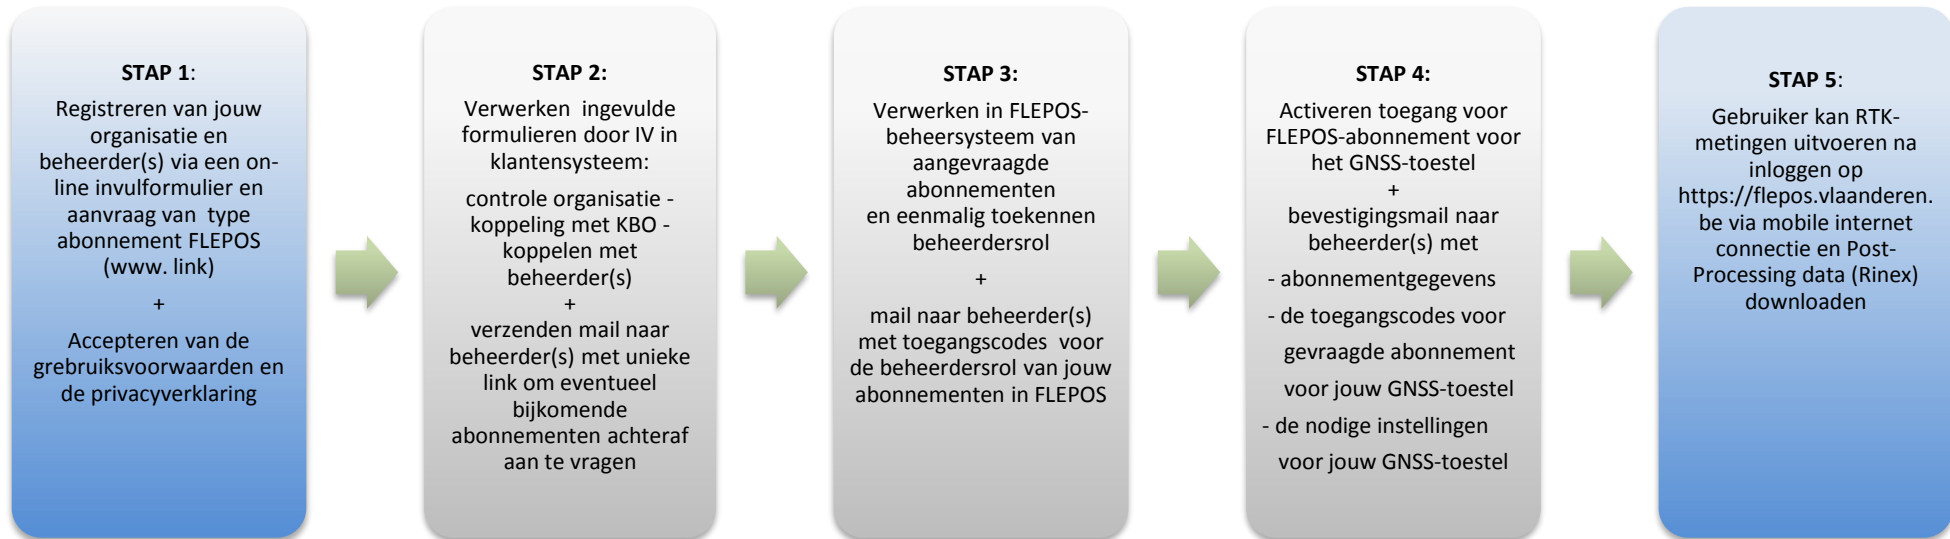 STAP 1:
Registreren van jouw
organisatie en
beheerder(s) via een on-
line invulformulier en
aanvraag van type
abonnement FLEPOS
(www. link)
+
Accepteren van de
grebruiksvoorwaarden en
de privacyverklaring
STAP 2:
Verwerken ingevulde
formulieren door IV in
klantensysteem:
controle organisatie -
koppeling met KBO -
koppelen met
beheerder(s)
+
verzenden mail naar
beheerder(s) met unieke
link om eventueel
bijkomende
abonnementen achteraf
aan te vragen
STAP 3:
Verwerken in FLEPOS-
beheersysteem van
aangevraagde
abonnementen
en eenmalig toekennen
beheerdersrol
+
mail naar beheerder(s)
met toegangscodes voor
de beheerdersrol van jouw
abonnementen in FLEPOS
STAP 4:
Activeren toegang voor
FLEPOS-abonnement voor
het GNSS-toestel
+
bevestigingsmail naar
beheerder(s) met
- abonnementgegevens
- de toegangscodes voor
gevraagde abonnement
voor jouw GNSS-toestel
- de nodige instellingen
voor jouw GNSS-toestel
STAP 5:
Gebruiker kan RTK-
metingen uitvoeren na
inloggen op
https://flepos.vlaanderen.
be via mobile internet
connectie en Post-
Processing data (Rinex)
downloaden